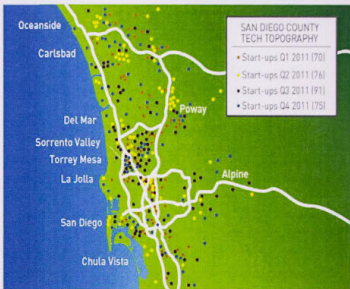 Oceanside
Carlsbad
Del Mar
Sorrento Valley
Torrey Mesa
La Jolla
San Diego
Chula Vista
Poway
Alpine
SAN DIEGO COUNTY
TECH TOPOGRAPHY
Start-ups Q1 2011 (70)
Start-ups Q2 2011 (76)
Start-ups Q3 2011 (91)
Start-ups Q4 2011 (75)